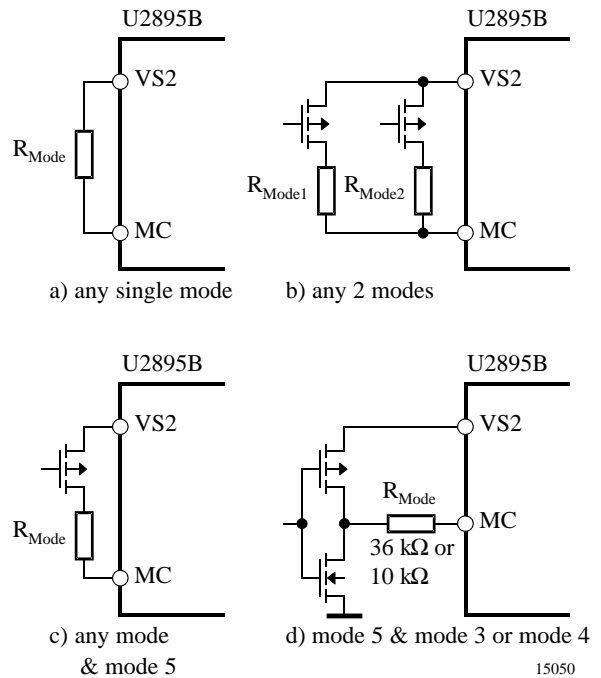 U2895B
VS2
R_Mode
MC
a) any single mode
U2895B
VS2
R_Mode1
R_Mode2
MC
b) any 2 modes
U2895B
VS2
R_Mode
MC
c) any mode
& mode 5
U2895B
VS2
R_Mode
MC
36 kΩ or
10 kΩ
d) mode 5 & mode 3 or mode 4
15050